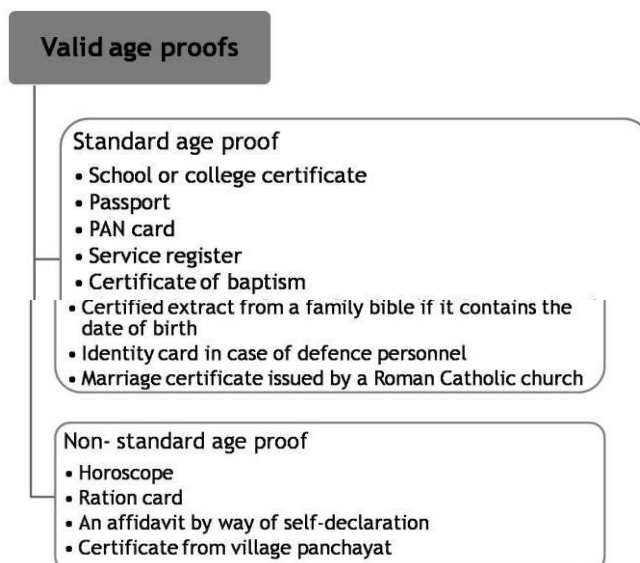 Valid age proofs
Standard age proof
• School or college certificate
• Passport
• PAN card
• Service register
• Certificate of baptism
• Certified extract from a family bible if it contains the
date of birth
• Identity card in case of defence personnel
• Marriage certificate issued by a Roman Catholic church
Non- standard age proof
• Horoscope
• Ration card
• An affidavit by way of self-declaration
• Certificate from village panchayat